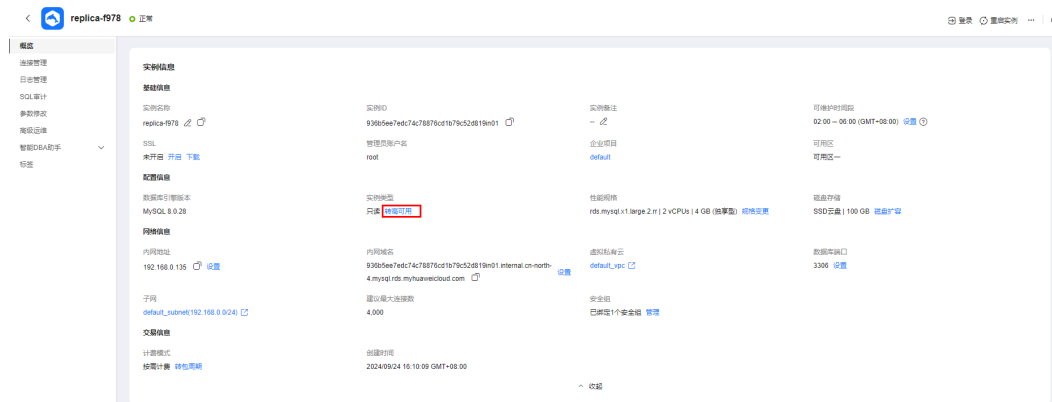 replica-f978 正常
登录 重启实例 ...
概览
连接管理
日志管理
SQL审计
参数修改
高级运维
智能DBA助手
标签
实例信息
基础信息
实例名称 实例ID 实例备注 可维护时间段
replica-f978 936b5ee7edc74c78876cd1b79c52d819in01 -- 02:00 – 06:00 (GMT+08:00) 设置
SSL 管理员账户名 企业项目 可用区
未开启 开启 下载 root default 可用区一
配置信息
数据库引擎版本 实例类型 性能规格 磁盘存储
MySQL 8.0.28 只读 转高可用 rds.mysql.x1.large.2.rr | 2 vCPUs | 4 GB (独享型) 规格变更 SSD云盘 | 100 GB 磁盘扩容
网络信息
内网地址 内网域名 虚拟私有云 数据库端口
192.168.0.135 设置 936b5ee7edc74c78876cd1b79c52d819in01.internal.cn-north- 设置 default_vpc 3306 设置
4.mysql.rds.myhuaweicloud.com
子网 建议最大连接数 安全组
default_subnet(192.168.0.0/24) 4,000 已绑定1个安全组 管理
交易信息
计费模式 创建时间
按需计费 转包周期 2024/09/24 16:10:09 GMT+08:00
收起